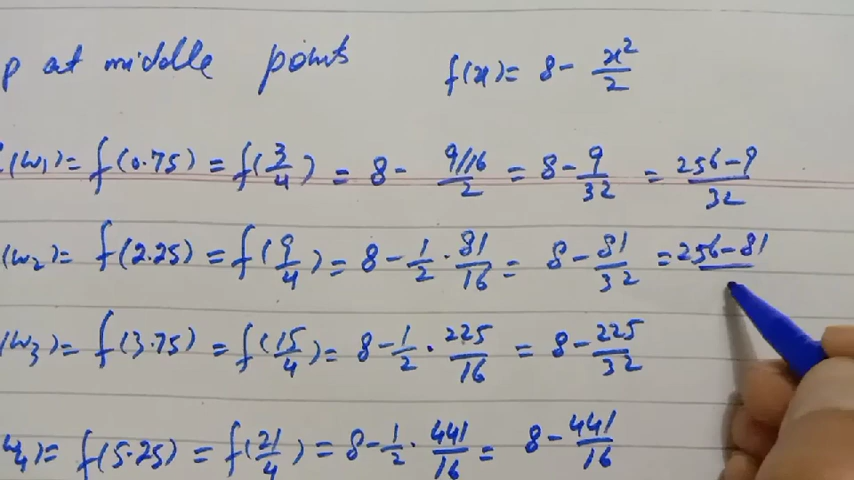 p at middle points f(x) = 8 - x²/2
(w₁) = f(0.75) = f(3/4) = 8 - (9/16)/2 = 8 - 9/32 = (256-9)/32
(w₂) = f(2.25) = f(9/4) = 8 - 1/2 · 81/16 = 8 - 81/32 = 256-81
(w₃) = f(3.75) = f(15/4) = 8 - 1/2 · 225/16 = 8 - 225/32
w₄) = f(5.25) = f(21/4) = 8 - 1/2 · 441/16 = 8 - 441/16